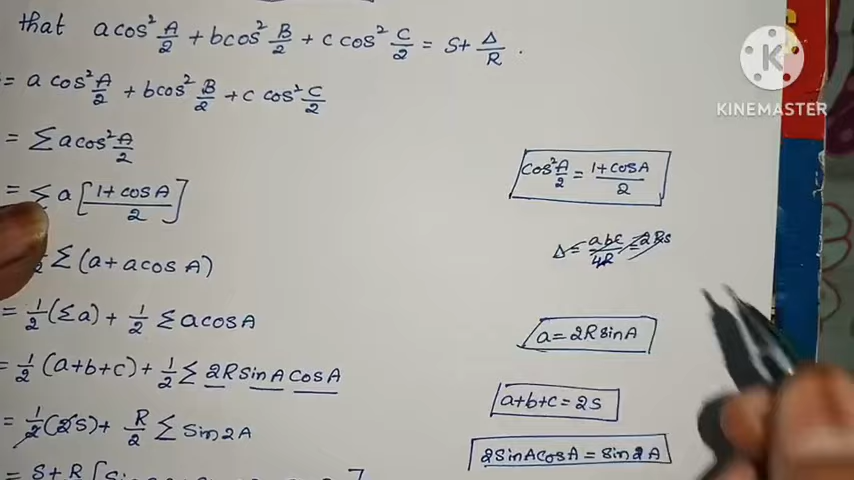 that a cos² A/2 + b cos² B/2 + c cos² C/2 = S + Δ/R .
= a cos² A/2 + b cos² B/2 + c cos² C/2
= Σ a cos² A/2
= Σ a [ (1 + cos A)/2 ]
Σ (a + a cos A)
= 1/2 (Σa) + 1/2 Σ a cos A
= 1/2 (a+b+c) + 1/2 Σ 2R sin A cos A
= 1/2 (2S) + R/2 Σ sin 2A
= S + R [
cos² A/2 = (1 + cos A)/2
Δ = abc/4R = 2Rs
a = 2R sin A
a+b+c = 2S
2 sin A cos A = sin 2A
K
KINEMASTER